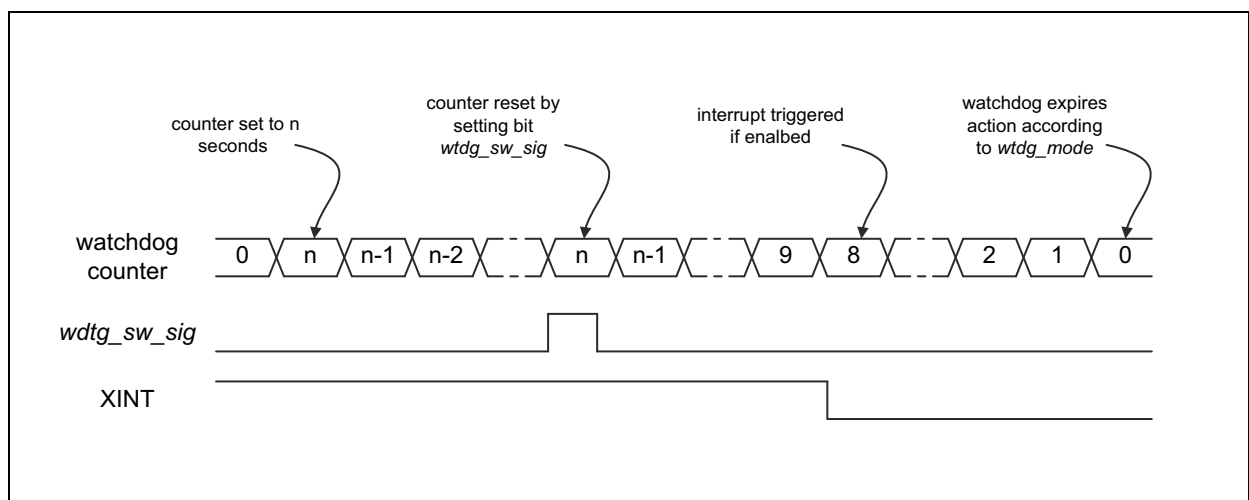 counter set to n
seconds
counter reset by
setting bit
wtdg_sw_sig
interrupt triggered
if enalbed
watchdog expires
action according
to wtdg_mode
watchdog
counter
0 n n-1 n-2 n n-1 9 8 2 1 0
wdtg_sw_sig
XINT